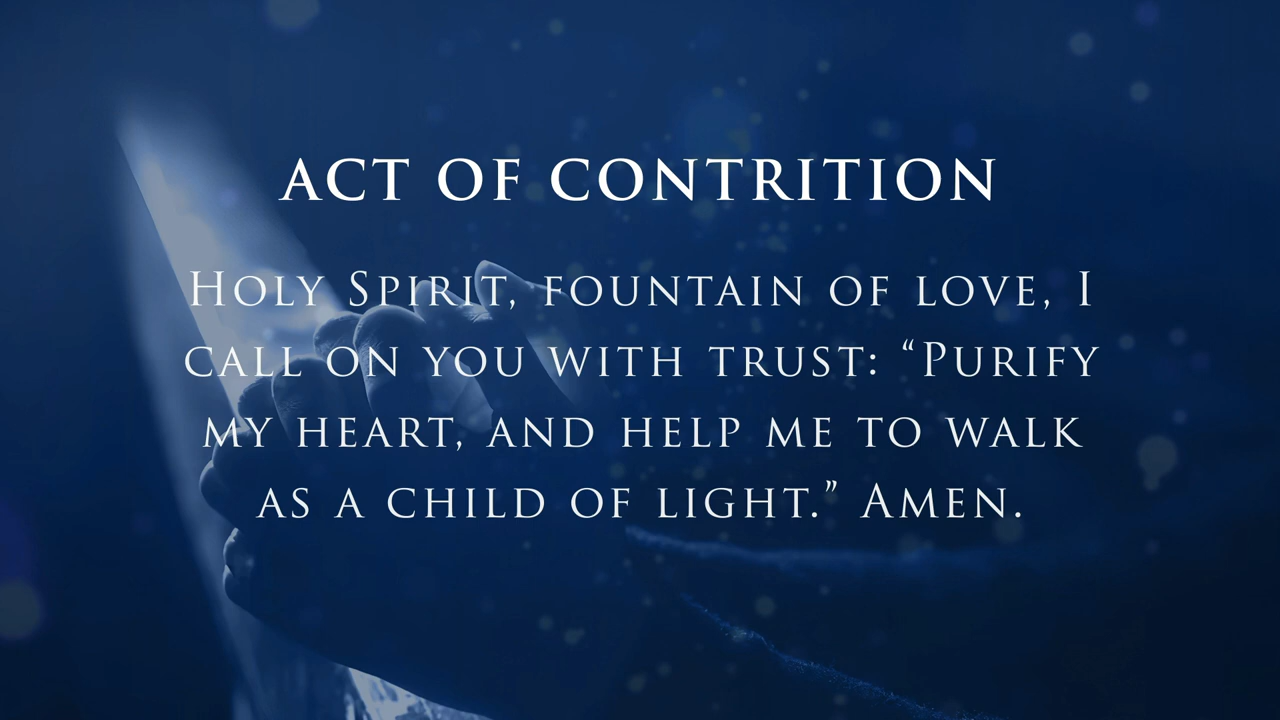 ACT OF CONTRITION
HOLY SPIRIT, FOUNTAIN OF LOVE, I
CALL ON YOU WITH TRUST: “PURIFY
MY HEART, AND HELP ME TO WALK
AS A CHILD OF LIGHT.” AMEN.